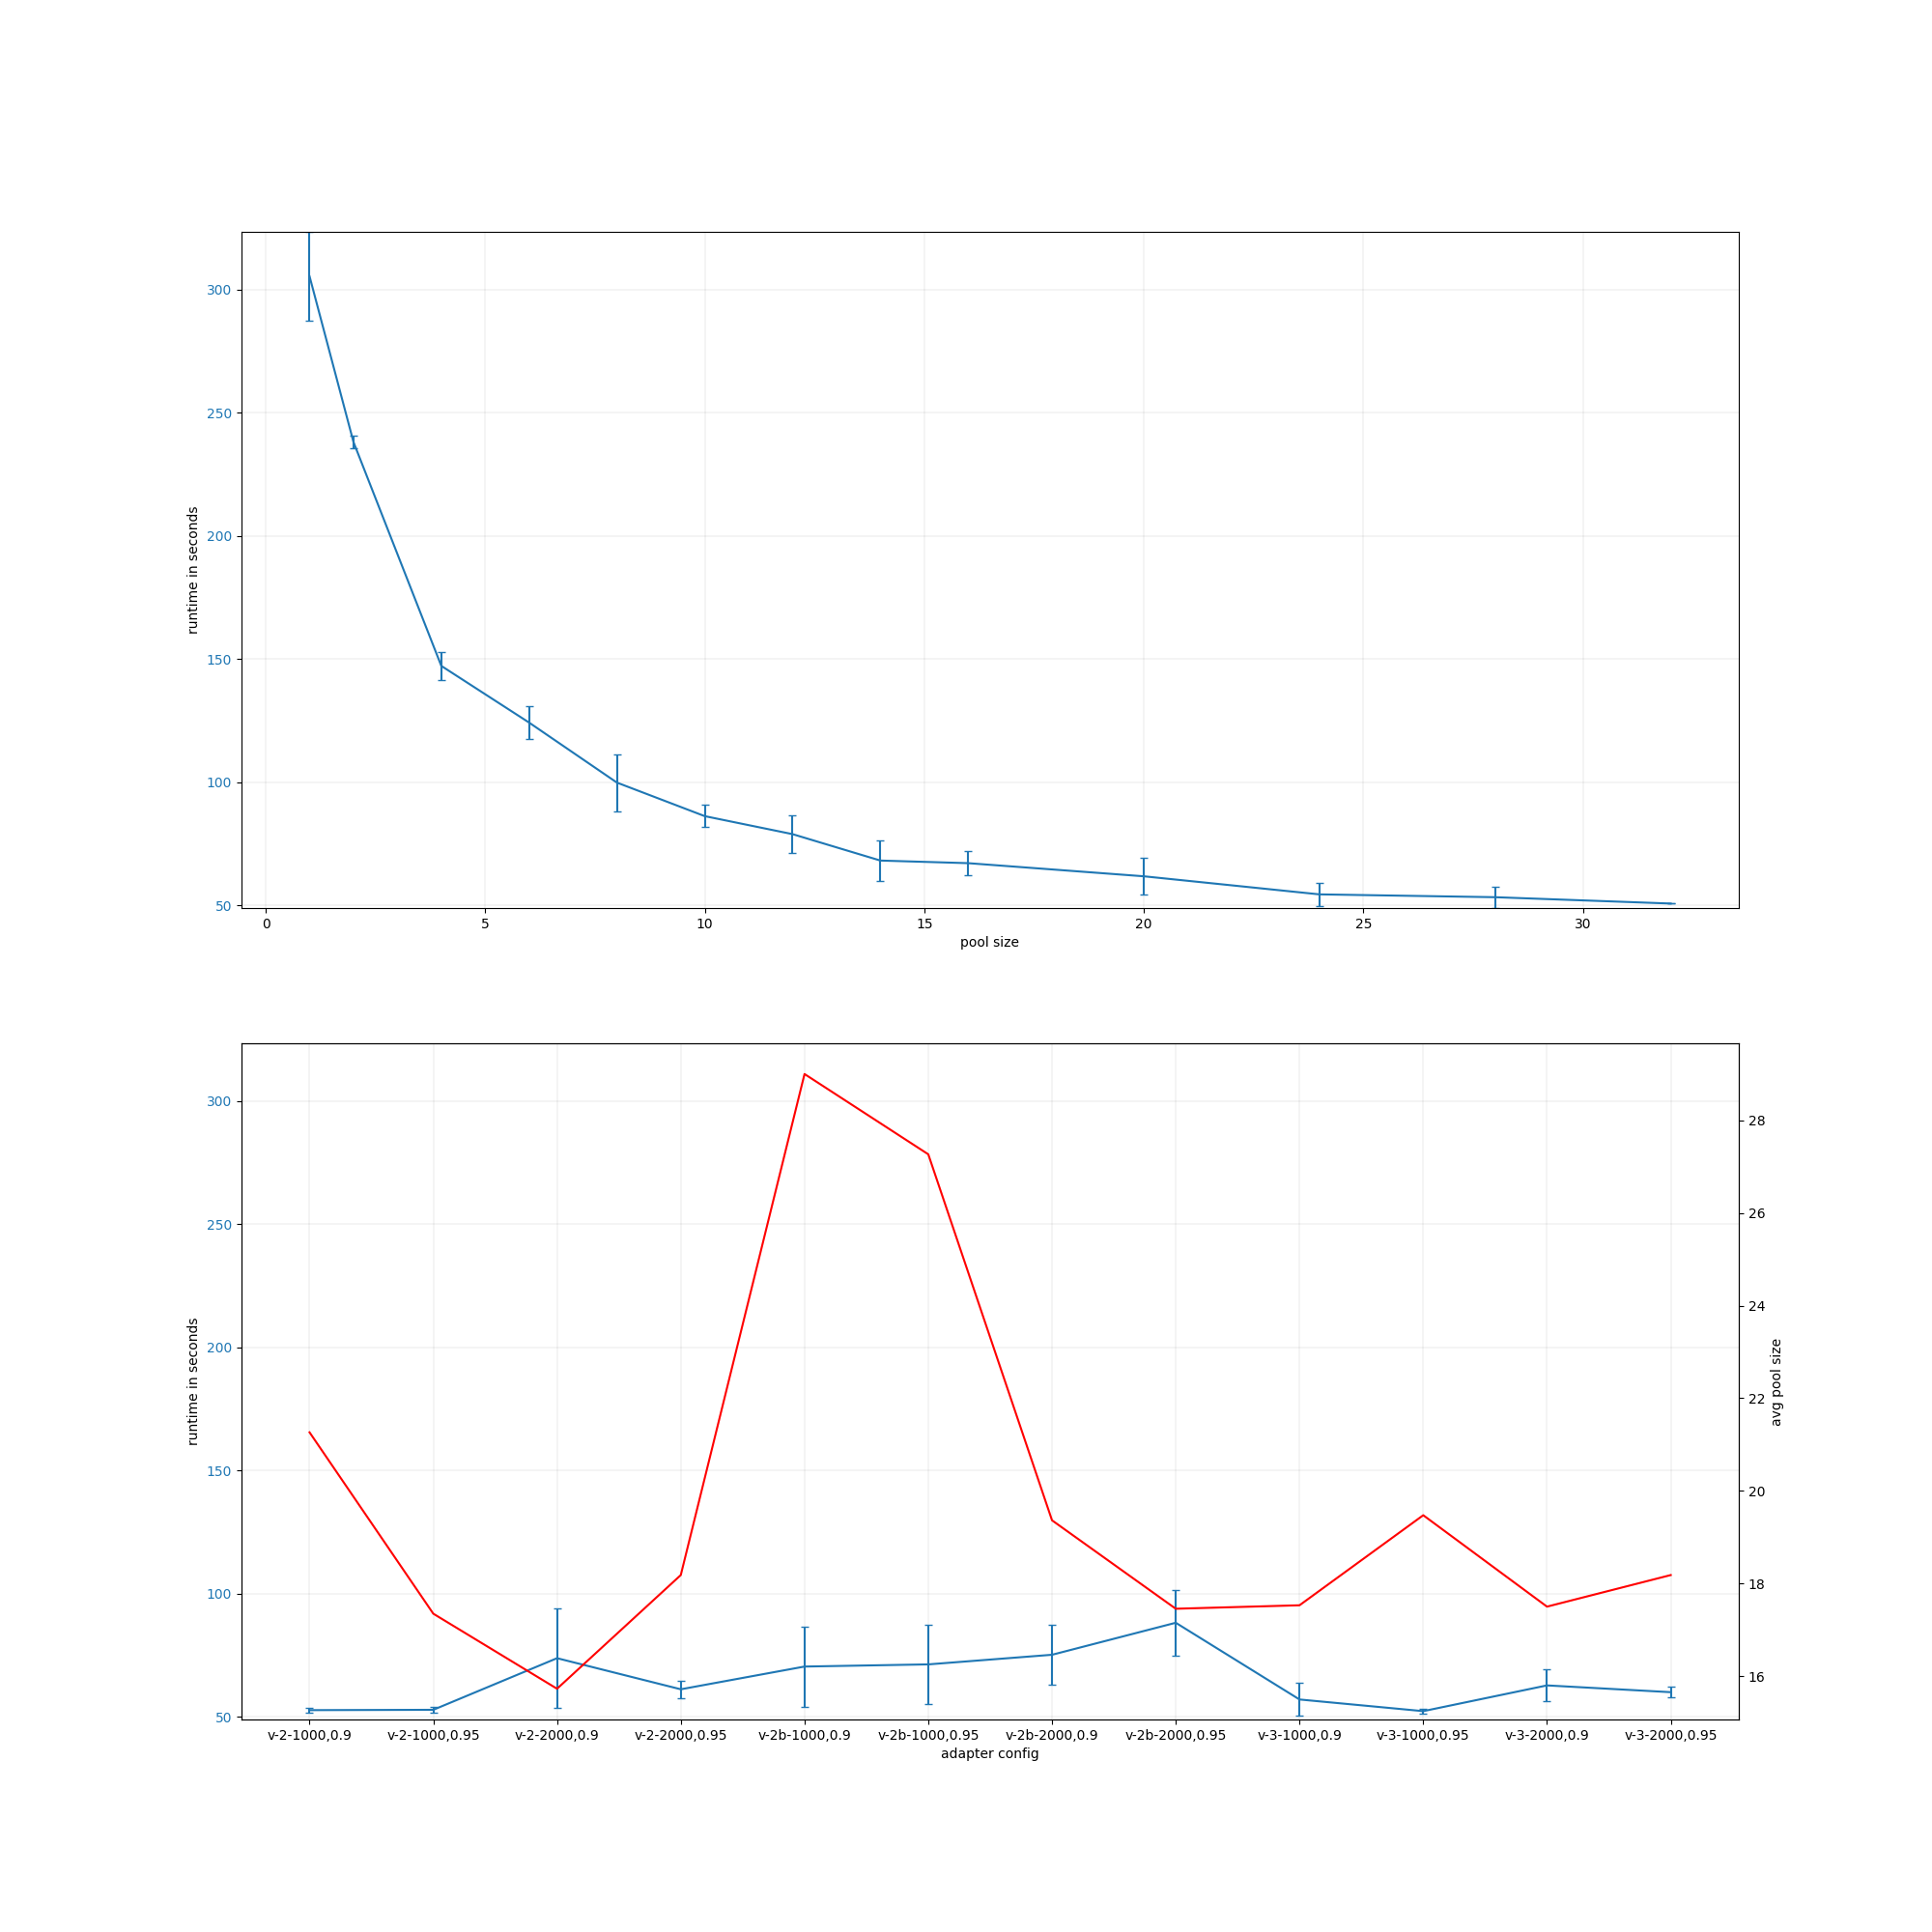 300
250
200
150
100
50
runtime in seconds
0 5 10 15 20 25 30
pool size
300
250
200
150
100
50
runtime in seconds
28
26
24
22
20
18
16
avg pool size
v-2-1000,0.9 v-2-1000,0.95 v-2-2000,0.9 v-2-2000,0.95 v-2b-1000,0.9 v-2b-1000,0.95 v-2b-2000,0.9 v-2b-2000,0.95 v-3-1000,0.9 v-3-1000,0.95 v-3-2000,0.9 v-3-2000,0.95
adapter config